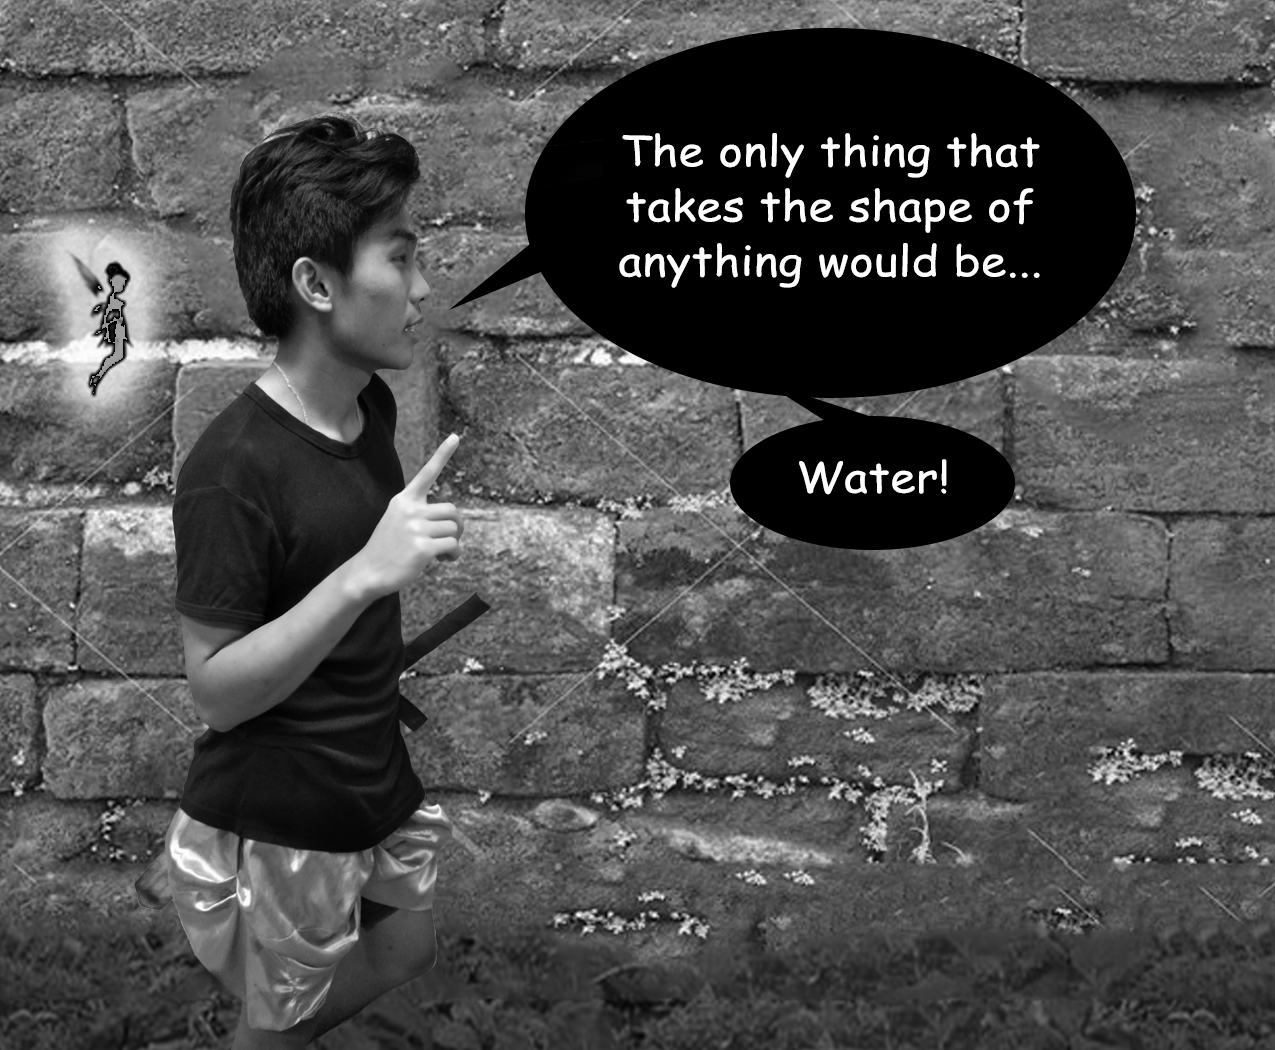 The only thing that
takes the shape of
anything would be...
Water!